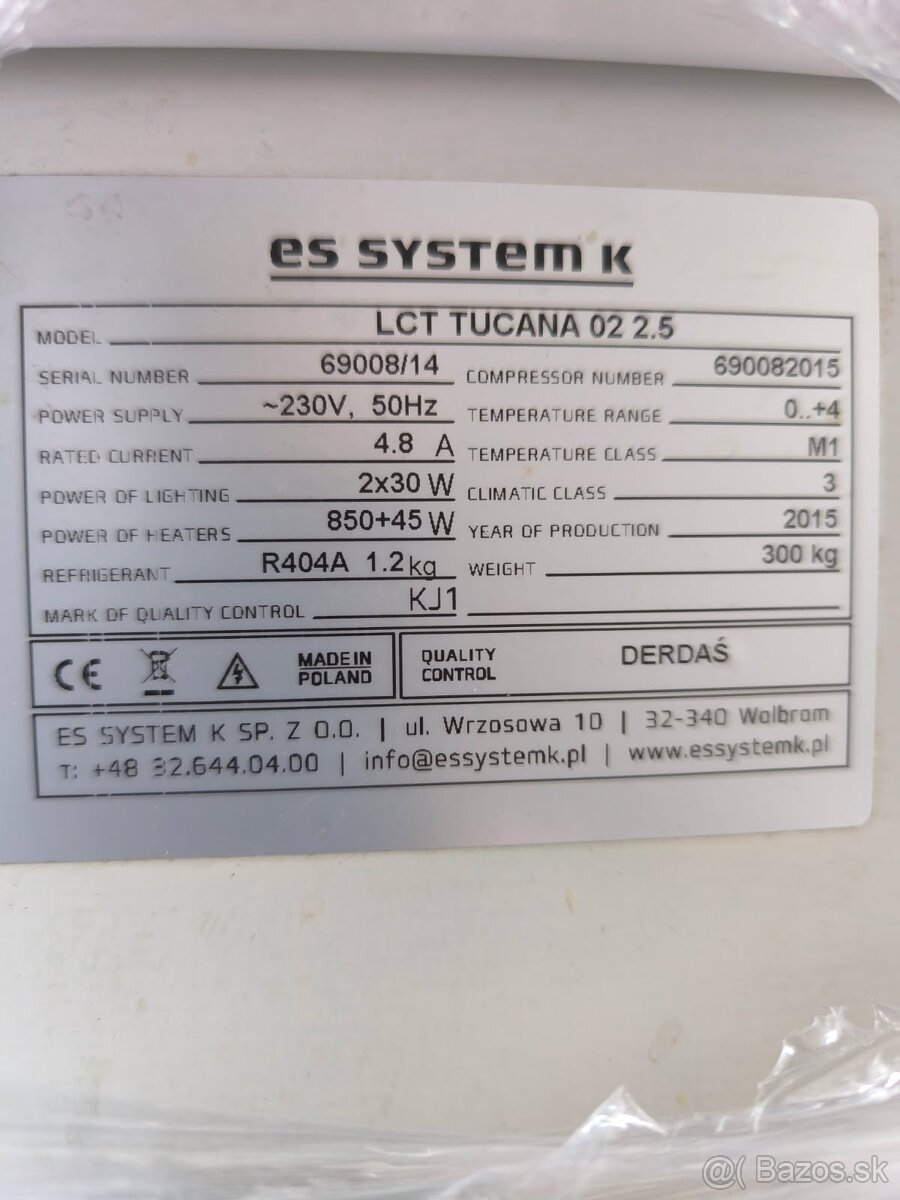 es system k
MODEL LCT TUCANA 02 2.5
SERIAL NUMBER 69008/14 COMPRESSOR NUMBER 690082015
POWER SUPPLY ~230V, 50Hz TEMPERATURE RANGE 0..+4
RATED CURRENT 4.8 A TEMPERATURE CLASS M1
POWER OF LIGHTING 2x30 W CLIMATIC CLASS 3
POWER OF HEATERS 850+45 W YEAR OF PRODUCTION 2015
REFRIGERANT R404A 1.2 kg WEIGHT 300 kg
MARK OF QUALITY CONTROL KJ1
CE MADE IN POLAND QUALITY CONTROL DERDAŚ
ES SYSTEM K SP. Z O.O. | ul. Wrzosowa 10 | 32-340 Wolbrom
T: +48 32.644.04.00 | info@essystemk.pl | www.essystemk.pl
@( Bazos.sk